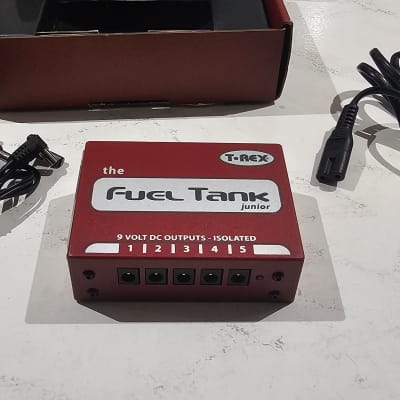 T-REX
the
Fuel Tank
junior
9 VOLT DC OUTPUTS - ISOLATED
1 | 2 | 3 | 4 | 5